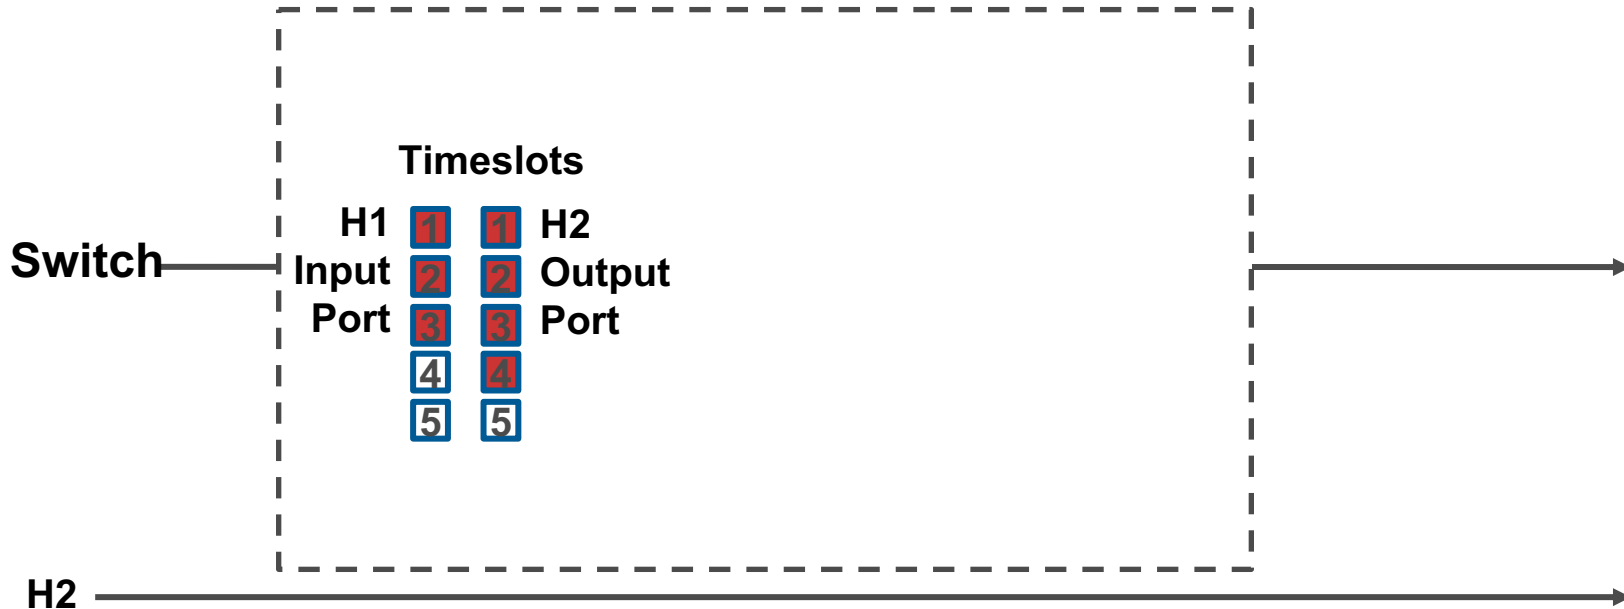 Timeslots
H1 1 1 H2
Switch Input 2 2 Output
Port 3 3 Port
4 4
5 5
H2